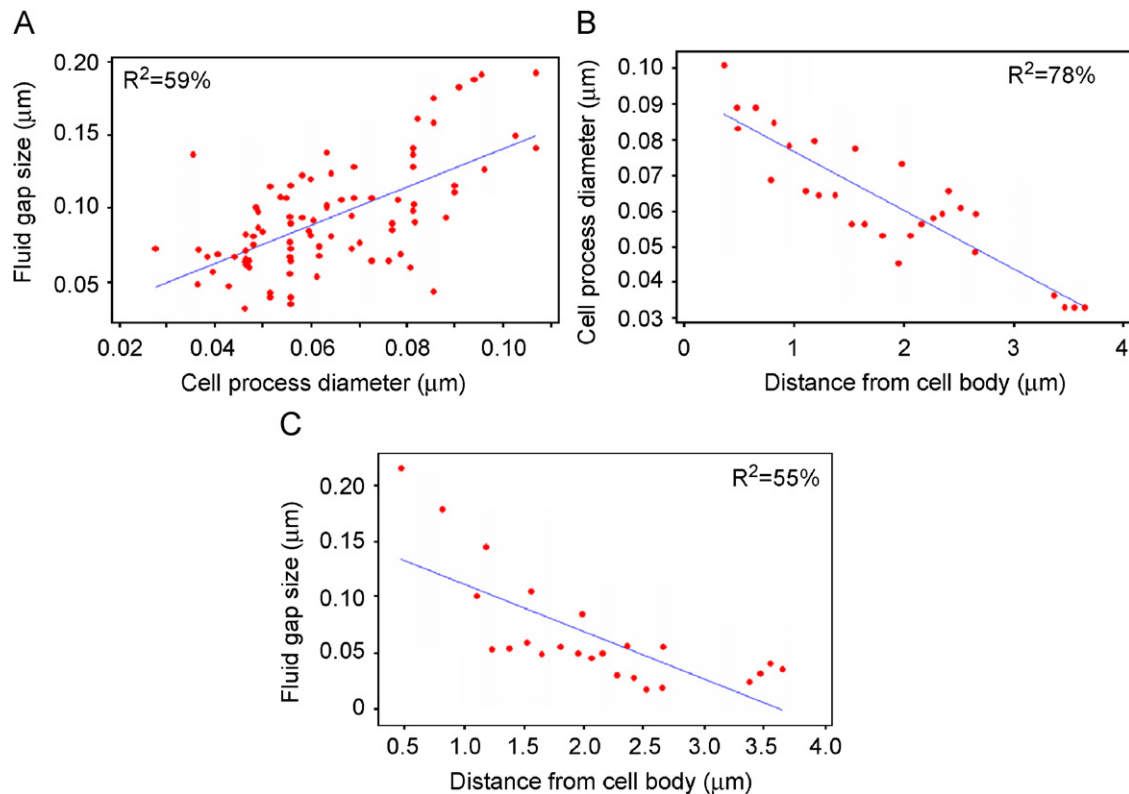 A
R²=59%
Fluid gap size (μm)
0.20
0.15
0.10
0.05
0.02
0.04
0.06
0.08
0.10
Cell process diameter (μm)
B
R²=78%
Cell process diameter (μm)
0.10
0.09
0.08
0.07
0.06
0.05
0.04
0.03
0
1
2
3
4
Distance from cell body (μm)
C
R²=55%
Fluid gap size (μm)
0.20
0.15
0.10
0.05
0
0.5
1.0
1.5
2.0
2.5
3.0
3.5
4.0
Distance from cell body (μm)